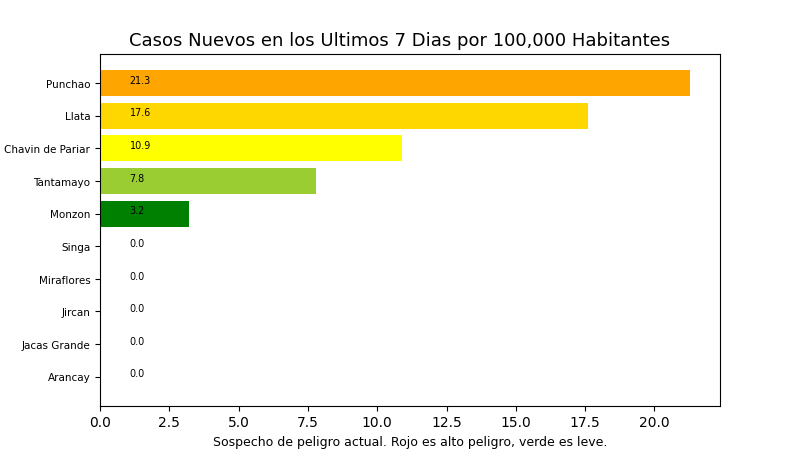 Casos Nuevos en los Ultimos 7 Dias por 100,000 Habitantes
Punchao 21.3
Llata 17.6
Chavin de Pariar 10.9
Tantamayo 7.8
Monzon 3.2
Singa 0.0
Miraflores 0.0
Jircan 0.0
Jacas Grande 0.0
Arancay 0.0
0.0 2.5 5.0 7.5 10.0 12.5 15.0 17.5 20.0
Sospecho de peligro actual. Rojo es alto peligro, verde es leve.